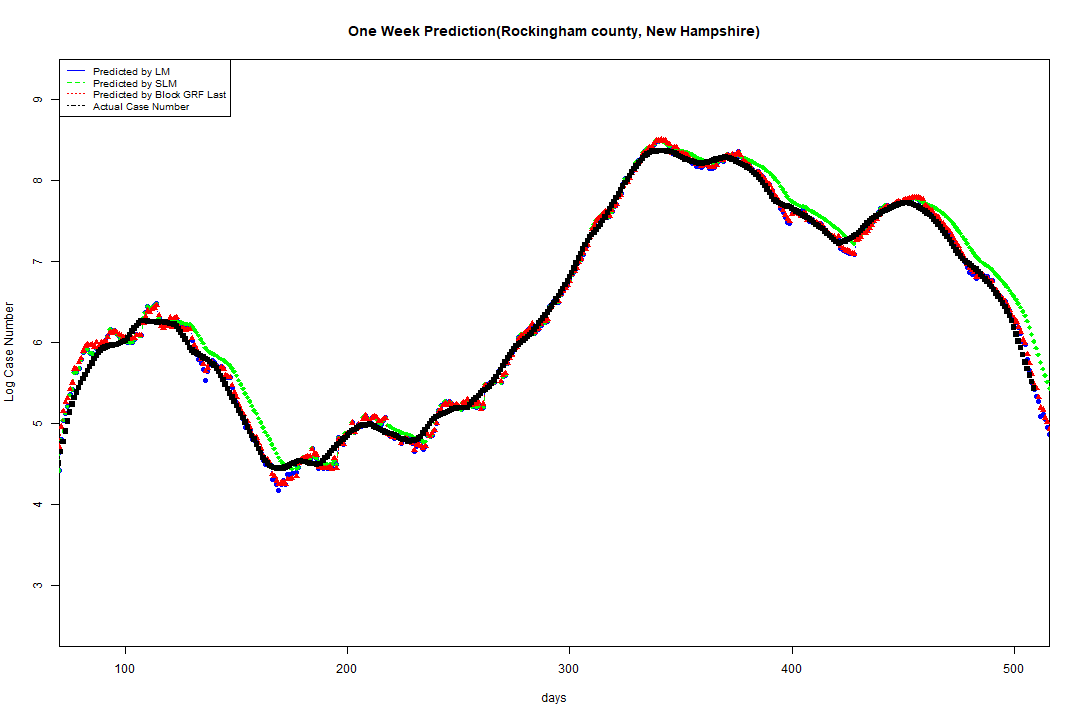 One Week Prediction(Rockingham county, New Hampshire)
Predicted by LM
Predicted by SLM
Predicted by Block GRF Last
Actual Case Number
Log Case Number
9
8
7
6
5
4
3
100 200 300 400 500
days